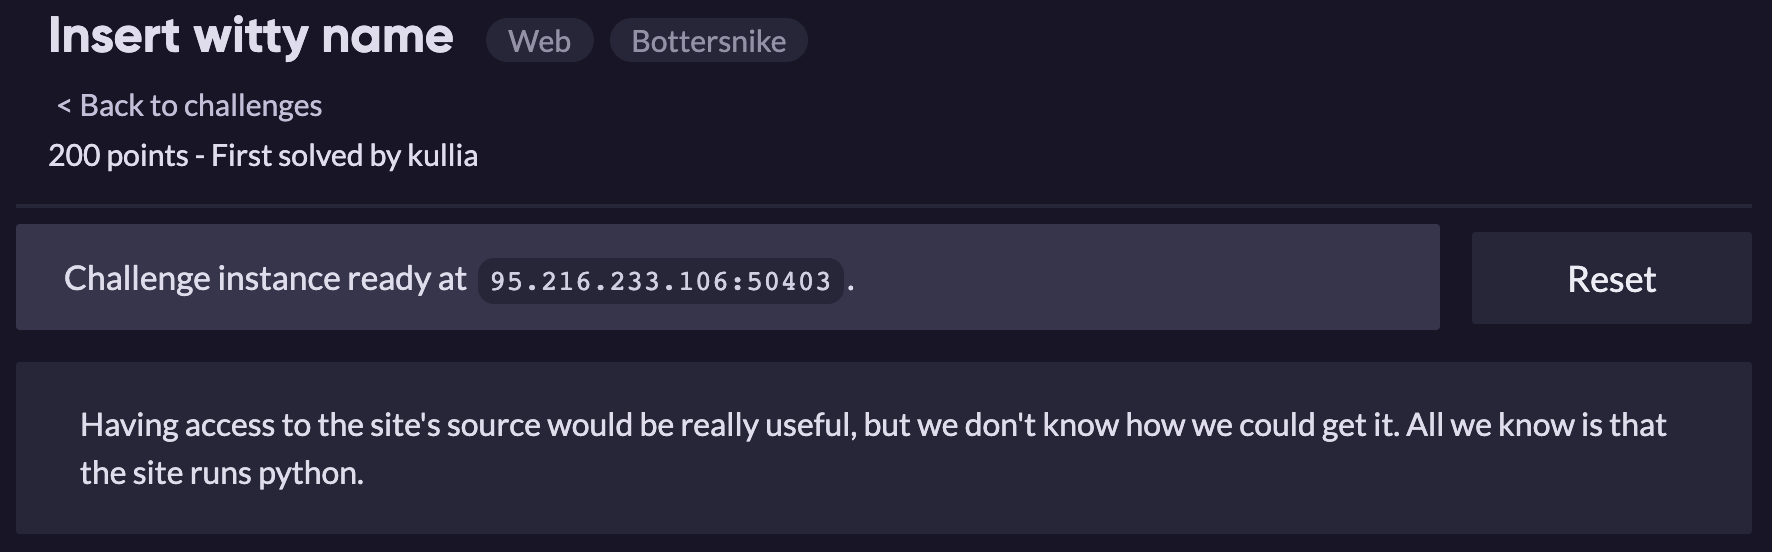 Insert witty name Web Bottersnike
< Back to challenges
200 points - First solved by kullia
Challenge instance ready at 95.216.233.106:50403. Reset
Having access to the site's source would be really useful, but we don't know how we could get it. All we know is that
the site runs python.